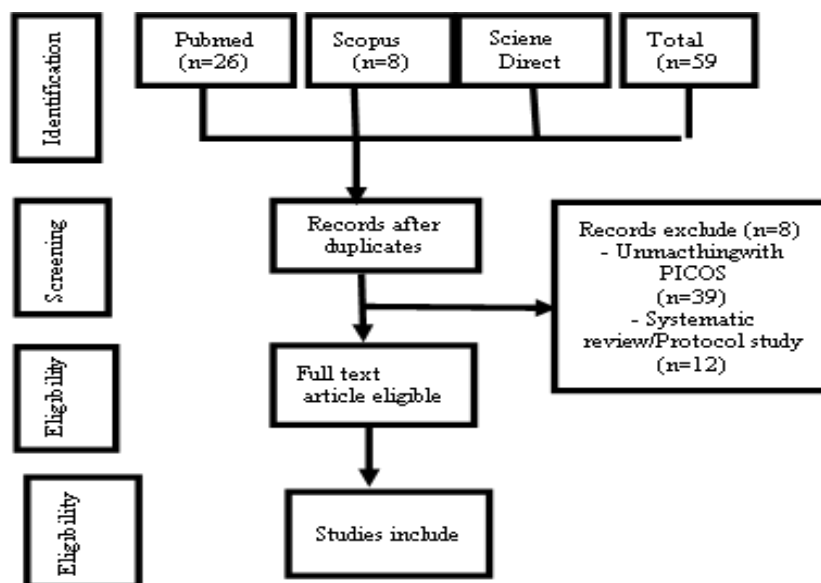 Identification
Pubmed
(n=26)
Scopus
(n=8)
Sciene
Direct
Total
(n=59
Screening
Records after
duplicates
Records exclude (n=8)
- Unmacthingwith
PICOS
(n=39)
- Systematic
review/Protocol study
(n=12)
Eligibility
Full text
article eligible
Eligibility
Studies include